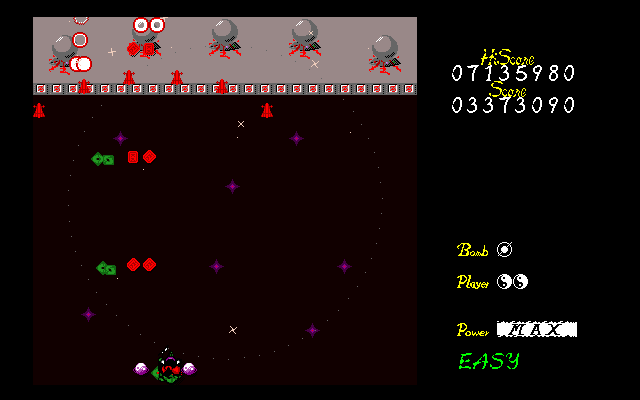 HiScore
07135980
Score
03373090
Bomb
Player
Power MAX
EASY